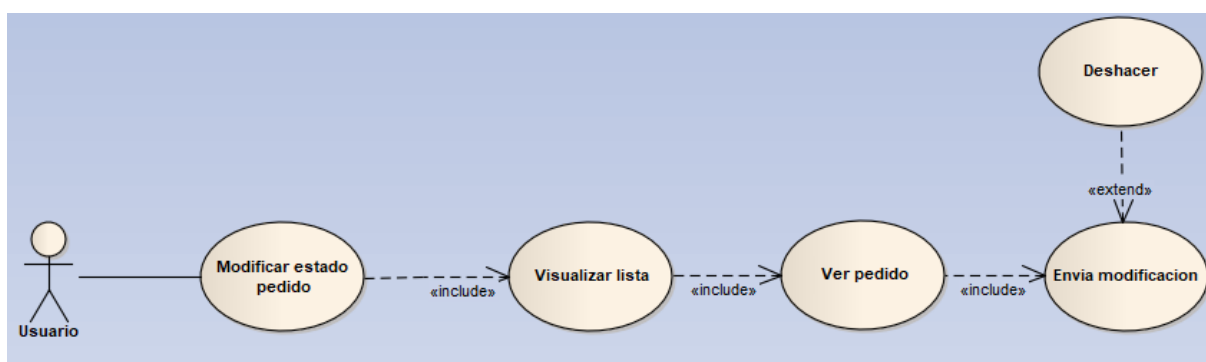 Deshacer
«extend»
Usuario
Modificar estado
pedido
«include»
Visualizar lista
«include»
Ver pedido
«include»
Envia modificacion